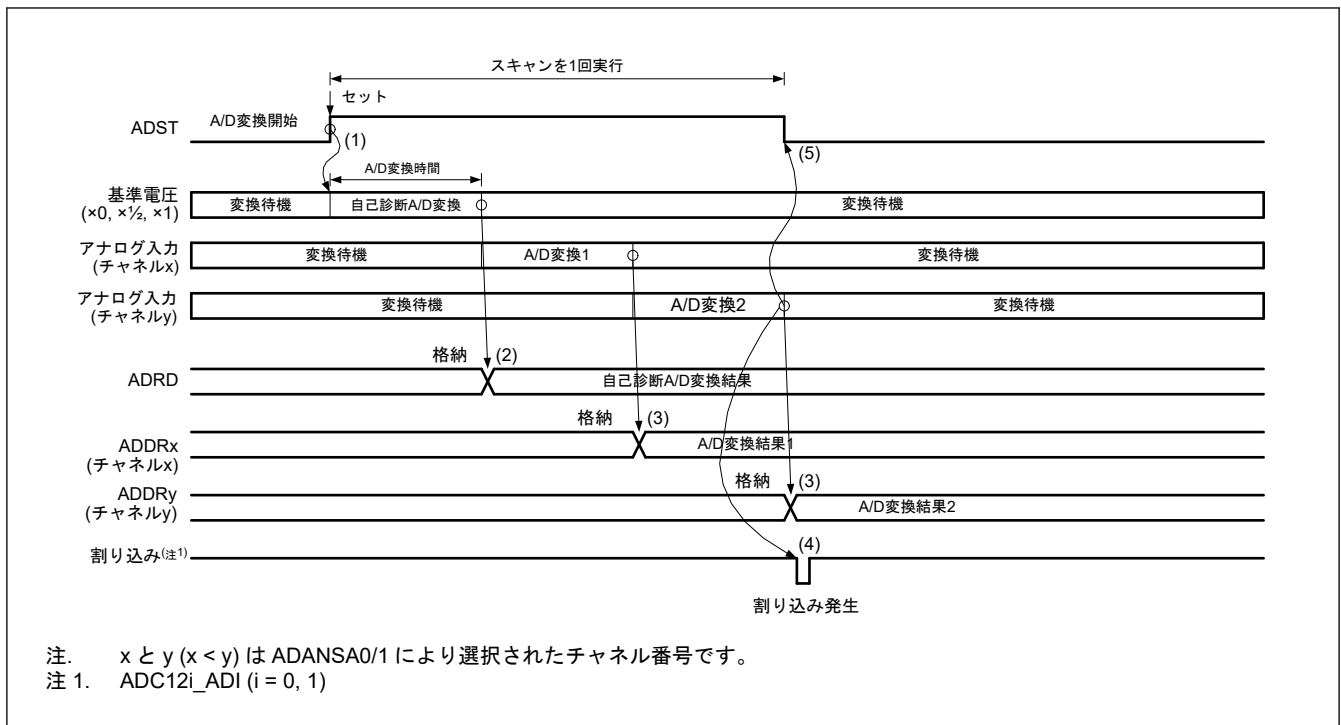 スキャンを1回実行
セット
ADST
A/D変換開始
(1)
(5)
A/D変換時間
基準電圧
(×0, ×½, ×1)
変換待機
自己診断A/D変換
変換待機
アナログ入力
(チャネルx)
変換待機
A/D変換1
変換待機
アナログ入力
(チャネルy)
変換待機
A/D変換2
変換待機
格納
(2)
ADRD
自己診断A/D変換結果
格納
(3)
ADDRx
(チャネルx)
A/D変換結果1
格納
(3)
ADDRy
(チャネルy)
A/D変換結果2
割り込み(注1)
(4)
割り込み発生
注. x と y (x < y) は ADANSA0/1 により選択されたチャネル番号です。
注 1. ADC12i_ADI (i = 0, 1)